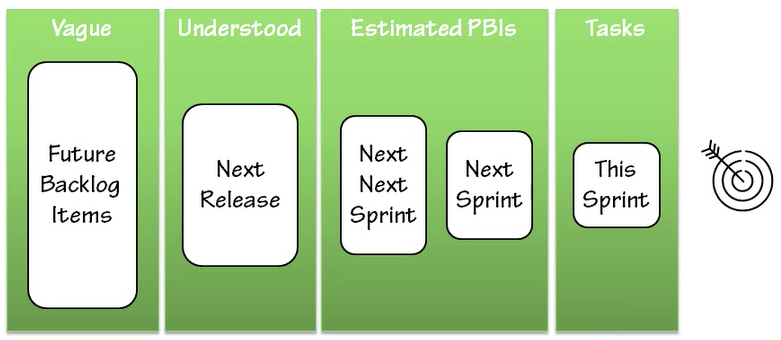 Vague
Understood
Estimated PBIs
Tasks
Future
Backlog
Items
Next
Release
Next
Next
Sprint
Next
Sprint
This
Sprint